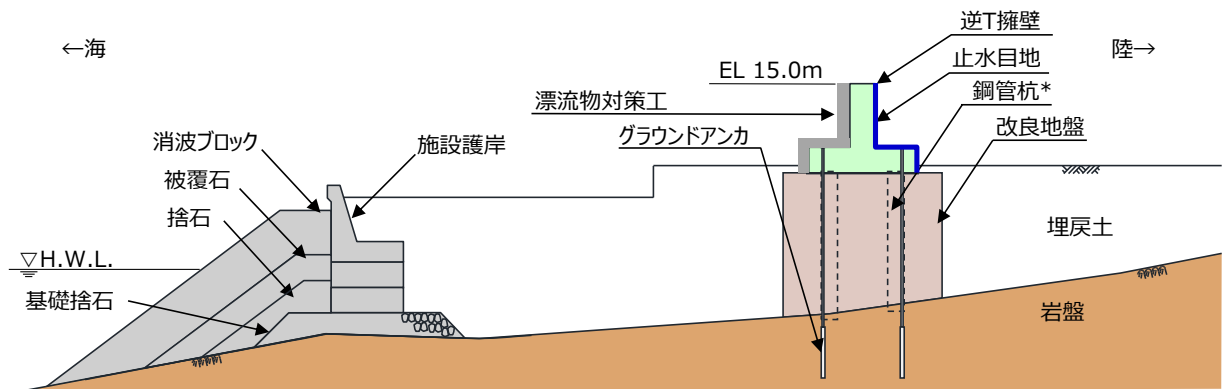 ←海
陸→
逆T擁壁
止水目地
鋼管杭*
改良地盤
EL 15.0m
漂流物対策工
グラウンドアンカ
消波ブロック
施設護岸
被覆石
捨石
▽H.W.L.
基礎捨石
埋戻土
岩盤